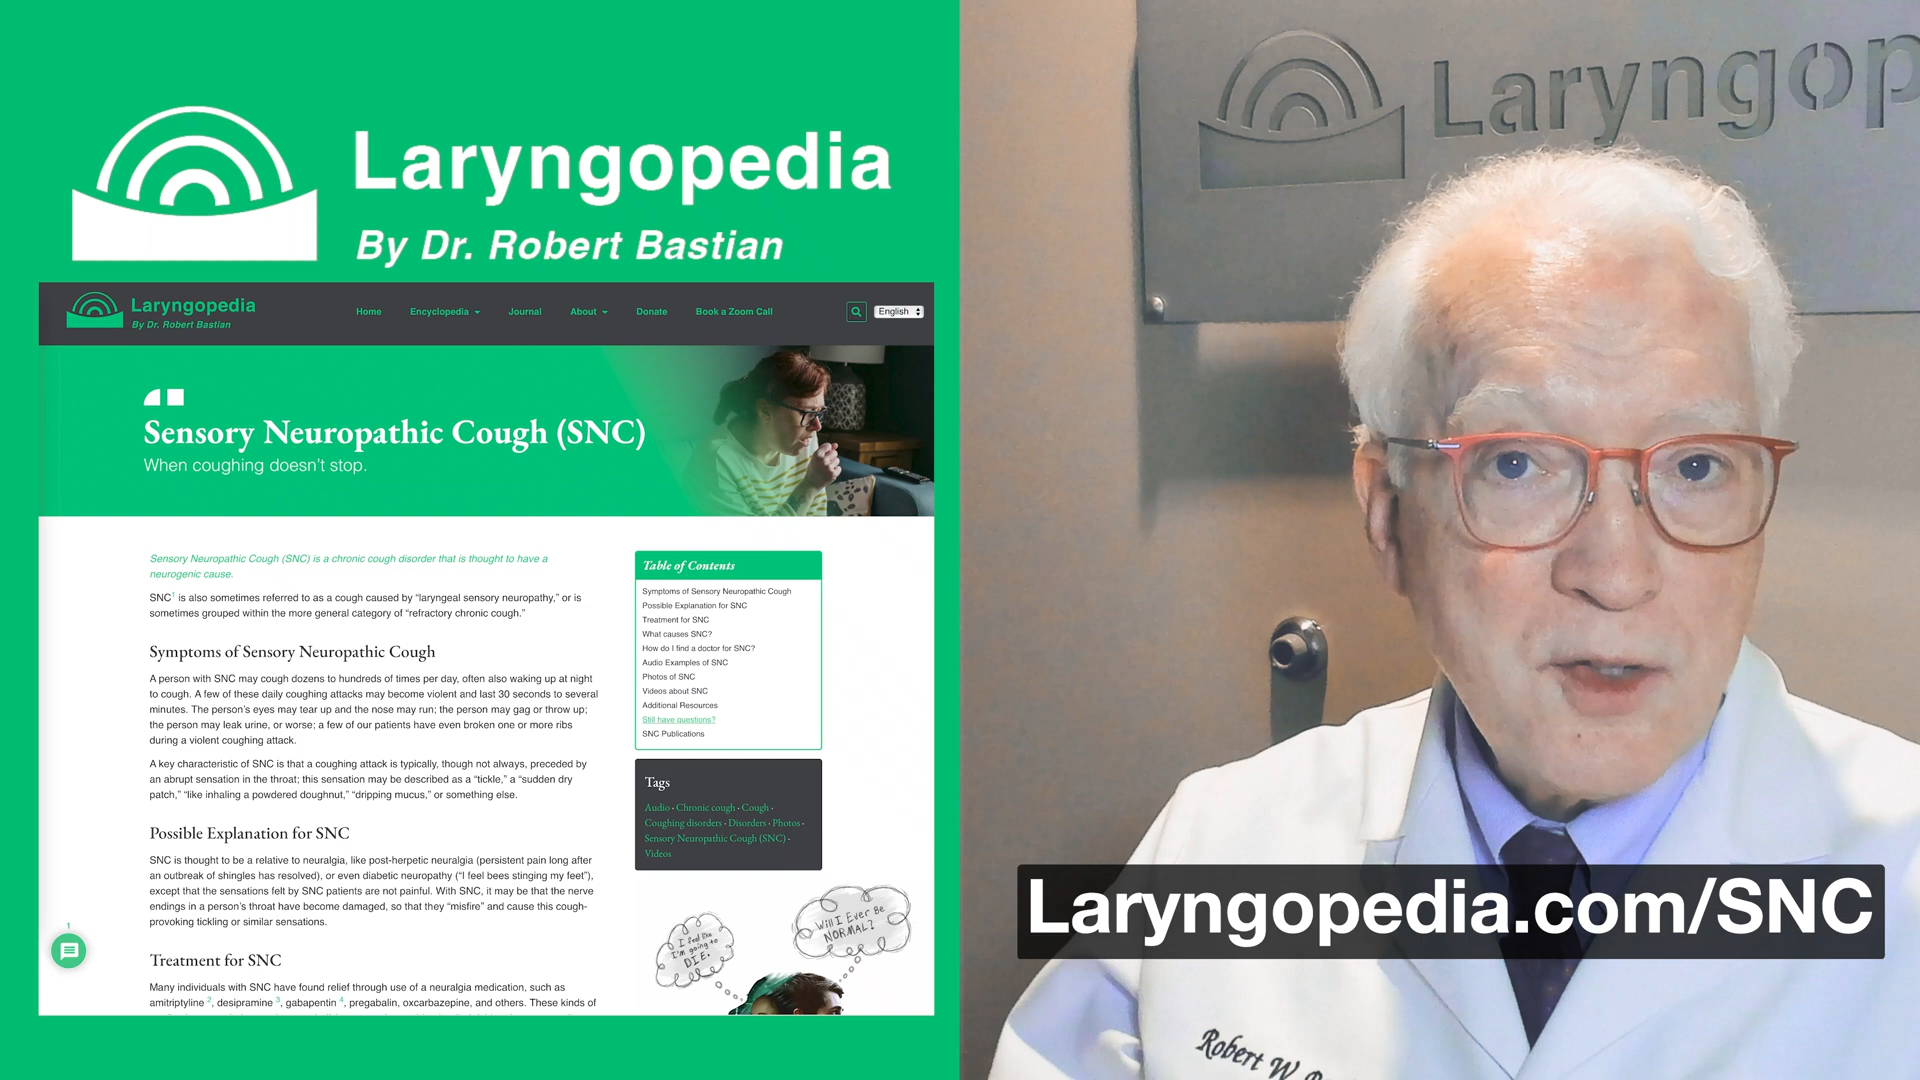 Laryngopedia
By Dr. Robert Bastian
Laryngopedia
By Dr. Robert Bastian
Home
Encyclopedia
Journal
About
Donate
Book a Zoom Call
English
Sensory Neuropathic Cough (SNC)
When coughing doesn't stop.
Sensory Neuropathic Cough (SNC) is a chronic cough disorder that is thought to have a
neurogenic cause.
SNC1 is also sometimes referred to as a cough caused by "laryngeal sensory neuropathy," or is
sometimes grouped within the more general category of "refractory chronic cough."
Symptoms of Sensory Neuropathic Cough
A person with SNC may cough dozens to hundreds of times per day, often also waking up at night
to cough. A few of these daily coughing attacks may become violent and last 30 seconds to several
minutes. The person's eyes may tear up and the nose may run; the person may gag or throw up;
the person may leak urine, or worse; a few of our patients have even broken one or more ribs
during a violent coughing attack.
A key characteristic of SNC is that a coughing attack is typically, though not always, preceded by
an abrupt sensation in the throat; this sensation may be described as a "tickle," a "sudden dry
patch," "like inhaling a powdered doughnut," "dripping mucus," or something else.
Possible Explanation for SNC
SNC is thought to be a relative to neuralgia, like post-herpetic neuralgia (persistent pain long after
an outbreak of shingles has resolved), or even diabetic neuropathy ("I feel bees stinging my feet"),
except that the sensations felt by SNC patients are not painful. With SNC, it may be that the nerve
endings in a person's throat have become damaged, so that they "misfire" and cause this cough-
provoking tickling or similar sensations.
Treatment for SNC
Many individuals with SNC have found relief through use of a neuralgia medication, such as
amitriptyline 2, desipramine 3, gabapentin 4, pregabalin, oxcarbazepine, and others. These kinds of
1
Table of Contents
Symptoms of Sensory Neuropathic Cough
Possible Explanation for SNC
Treatment for SNC
What causes SNC?
How do I find a doctor for SNC?
Audio Examples of SNC
Photos of SNC
Videos about SNC
Additional Resources
Still have questions?
SNC Publications
Tags
Audio · Chronic cough · Cough ·
Coughing disorders · Disorders · Photos ·
Sensory Neuropathic Cough (SNC) ·
Videos
I feel like
I'm going to
DIE.
Will I Ever Be
NORMAL?
Laryngop
Laryngopedia.com/SNC
Robert W.